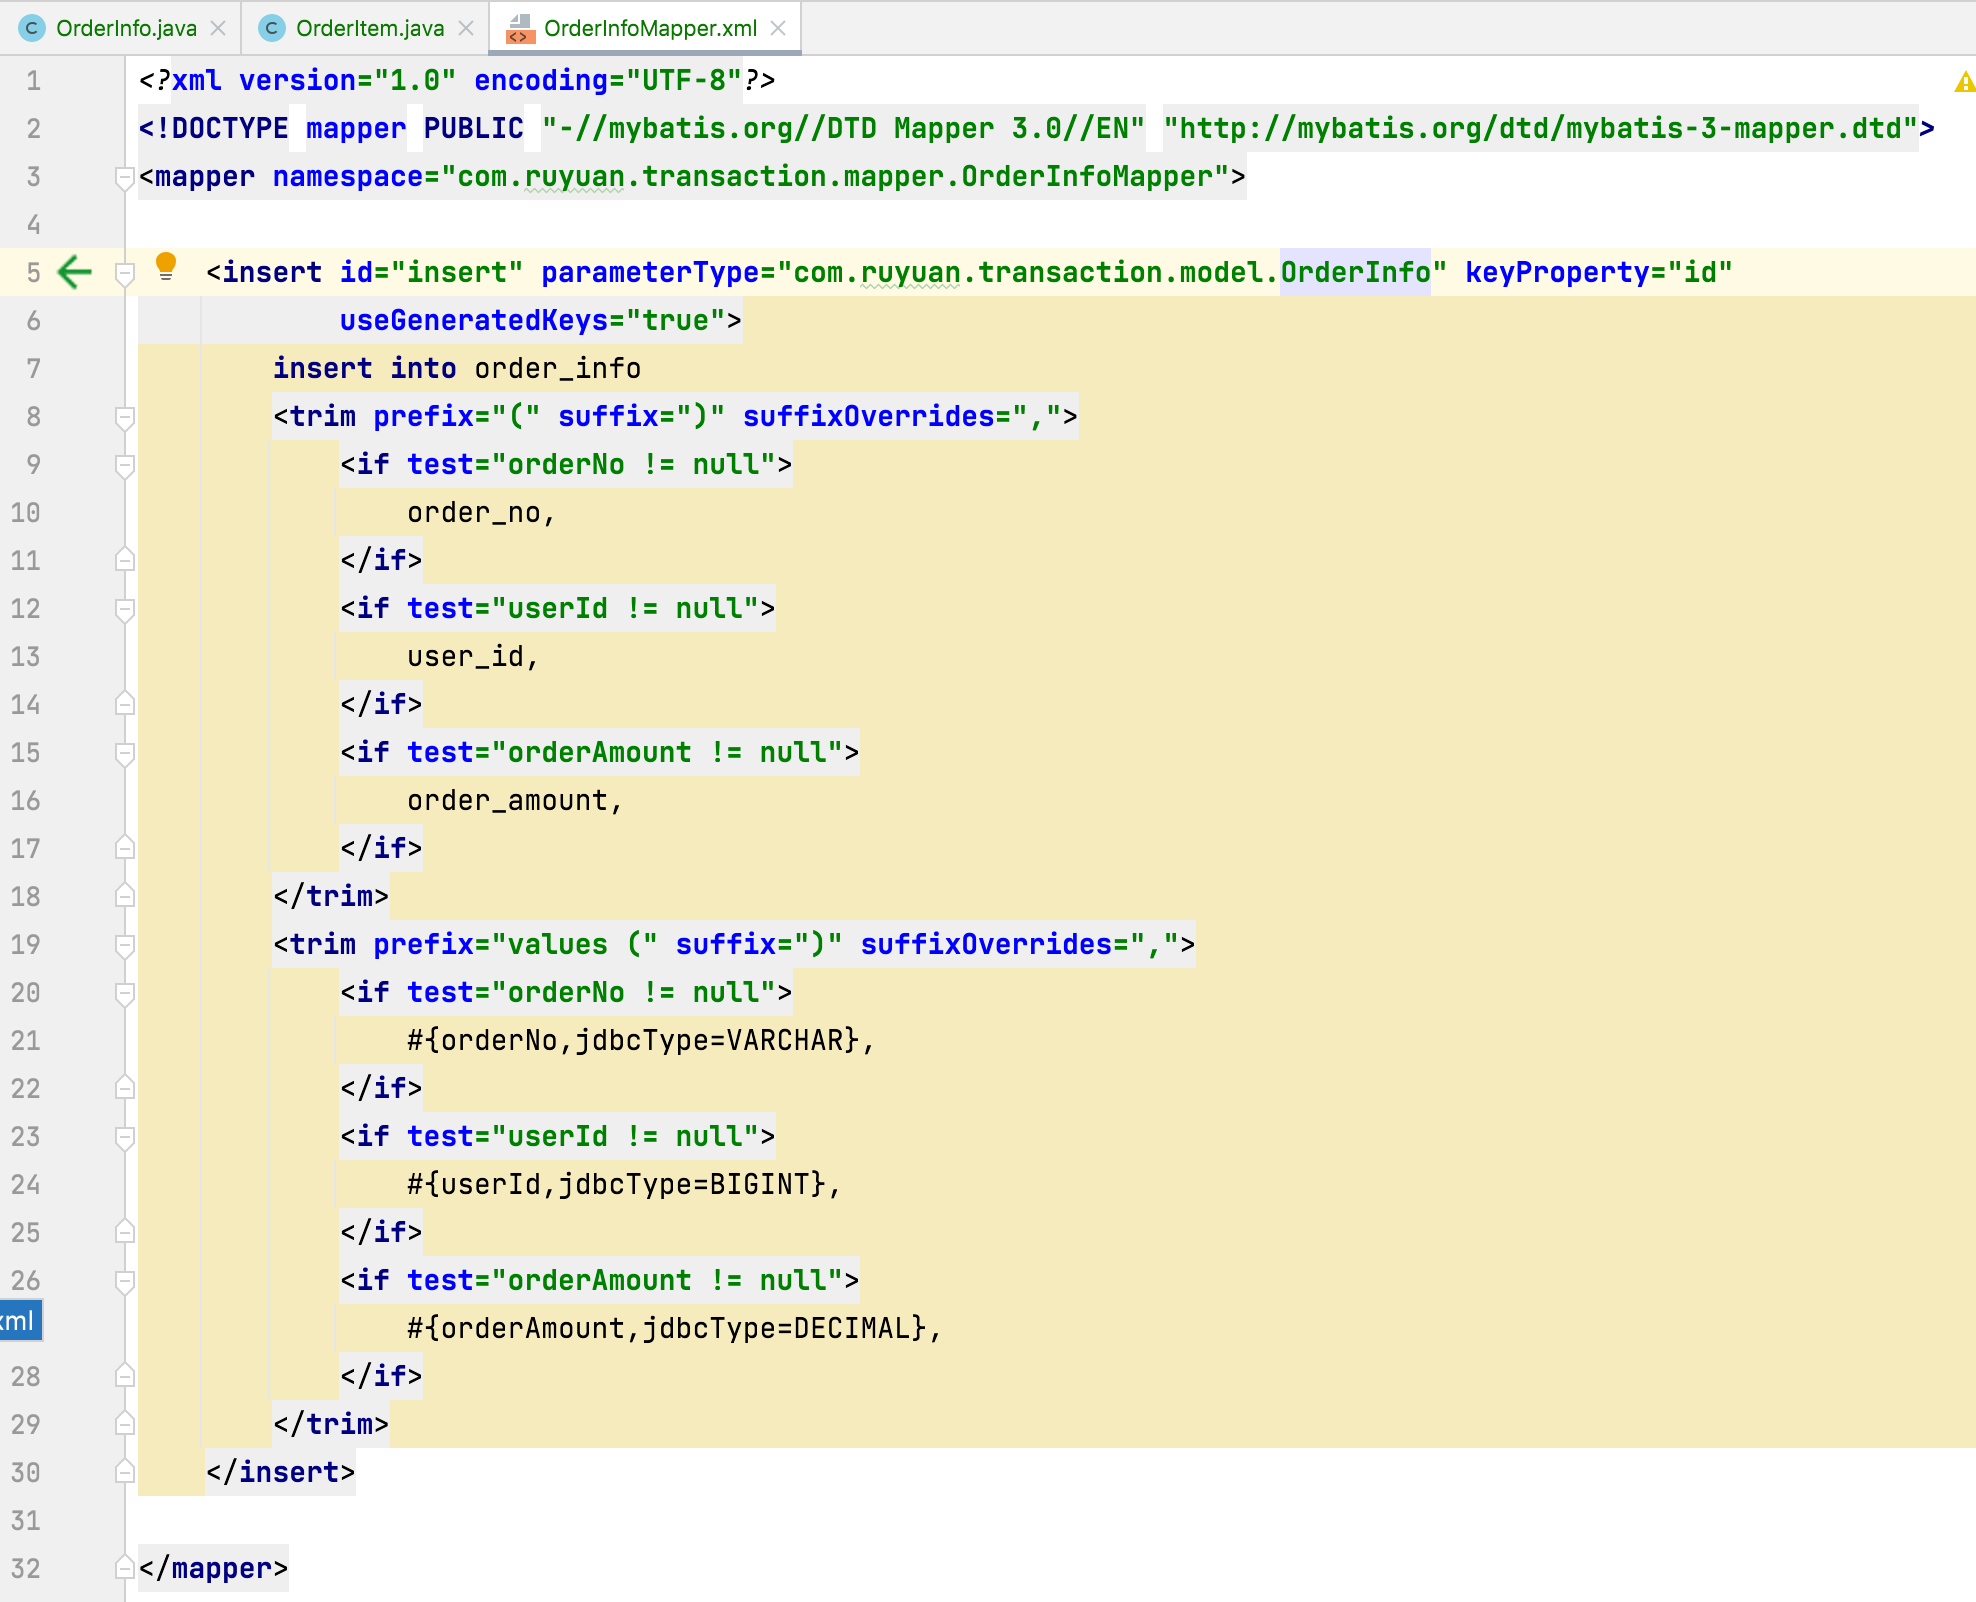 OrderInfo.java OrderItem.java OrderInfoMapper.xml
1 <?xml version="1.0" encoding="UTF-8"?>
2 <!DOCTYPE mapper PUBLIC "-//mybatis.org//DTD Mapper 3.0//EN" "http://mybatis.org/dtd/mybatis-3-mapper.dtd">
3 <mapper namespace="com.ruyuan.transaction.mapper.OrderInfoMapper">
4
5 <insert id="insert" parameterType="com.ruyuan.transaction.model.OrderInfo" keyProperty="id"
6 useGeneratedKeys="true">
7 insert into order_info
8 <trim prefix="(" suffix=")" suffixOverrides=",">
9 <if test="orderNo != null">
10 order_no,
11 </if>
12 <if test="userId != null">
13 user_id,
14 </if>
15 <if test="orderAmount != null">
16 order_amount,
17 </if>
18 </trim>
19 <trim prefix="values (" suffix=")" suffixOverrides=",">
20 <if test="orderNo != null">
21 #{orderNo,jdbcType=VARCHAR},
22 </if>
23 <if test="userId != null">
24 #{userId,jdbcType=BIGINT},
25 </if>
26 <if test="orderAmount != null">
xml #{orderAmount,jdbcType=DECIMAL},
28 </if>
29 </trim>
30 </insert>
31
32 </mapper>